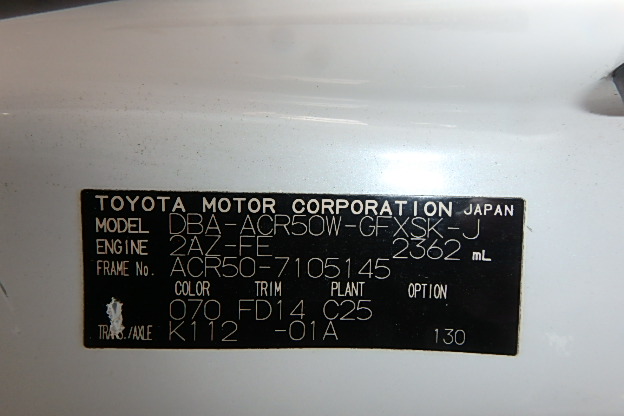 TOYOTA MOTOR CORPORATION JAPAN
MODEL DBA-ACR50W-GFXSK-J
ENGINE 2AZ-FE 2362 mL
FRAME No. ACR50-7105145
COLOR TRIM PLANT OPTION
070 FD14 C25
TRANS./AXLE K112 -01A 130